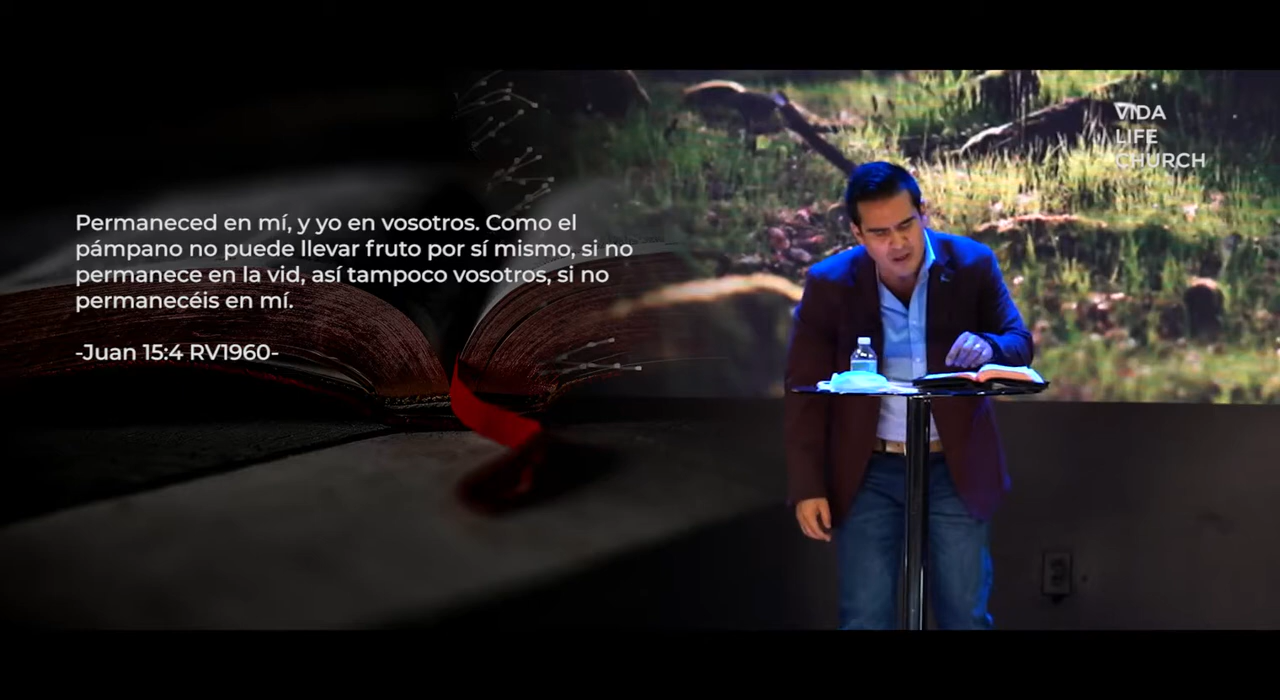 Permaneced en mí, y yo en vosotros. Como el
pámpano no puede llevar fruto por sí mismo, si no
permanece en la vid, así tampoco vosotros, si no
permanecéis en mí.
-Juan 15:4 RV1960-
VIDA
LIFE
CHURCH